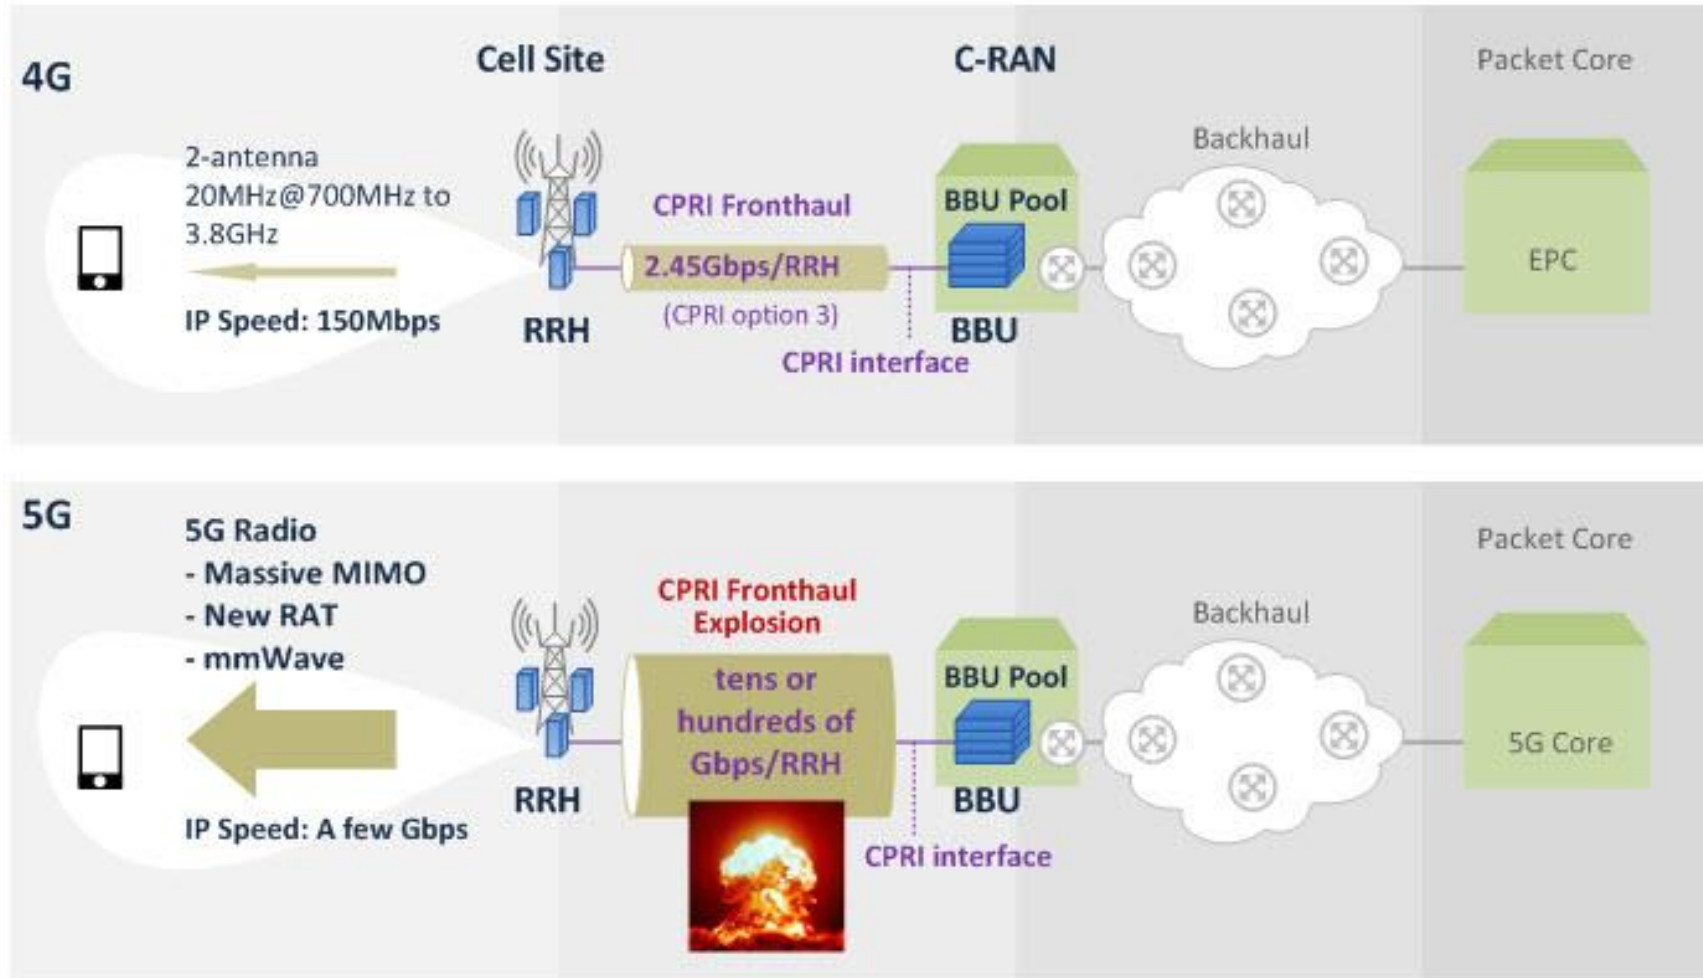 4G
Cell Site
C-RAN
Packet Core
2-antenna
20MHz@700MHz to
3.8GHz
IP Speed: 150Mbps
RRH
CPRI Fronthaul
2.45Gbps/RRH
(CPRI option 3)
CPRI interface
BBU Pool
BBU
Backhaul
EPC
5G
5G Radio
- Massive MIMO
- New RAT
- mmWave
IP Speed: A few Gbps
RRH
CPRI Fronthaul
Explosion
tens or
hundreds of
Gbps/RRH
CPRI interface
BBU Pool
BBU
Backhaul
Packet Core
5G Core